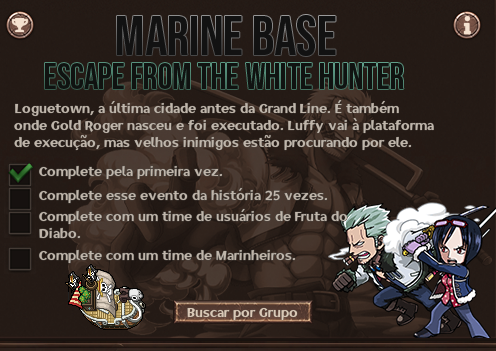 MARINE BASE
ESCAPE FROM THE WHITE HUNTER
Loguetown, a última cidade antes da Grand Line. É também
onde Gold Roger nasceu e foi executado. Luffy vai à plataforma
de execução, mas velhos inimigos estão procurando por ele.
Complete pela primeira vez.
Complete esse evento da história 25 vezes.
Complete com um time de usuários de Fruta do
Diabo.
Complete com um time de Marinheiros.
Buscar por Grupo